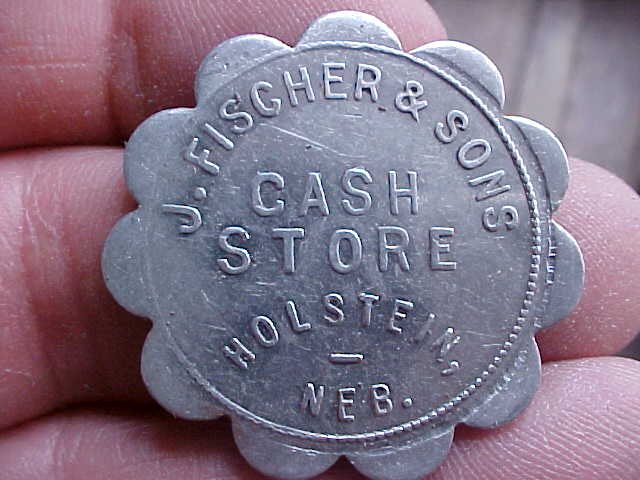 J. FISCHER & SONS
CASH
STORE
HOLSTEIN,
—
NEB.